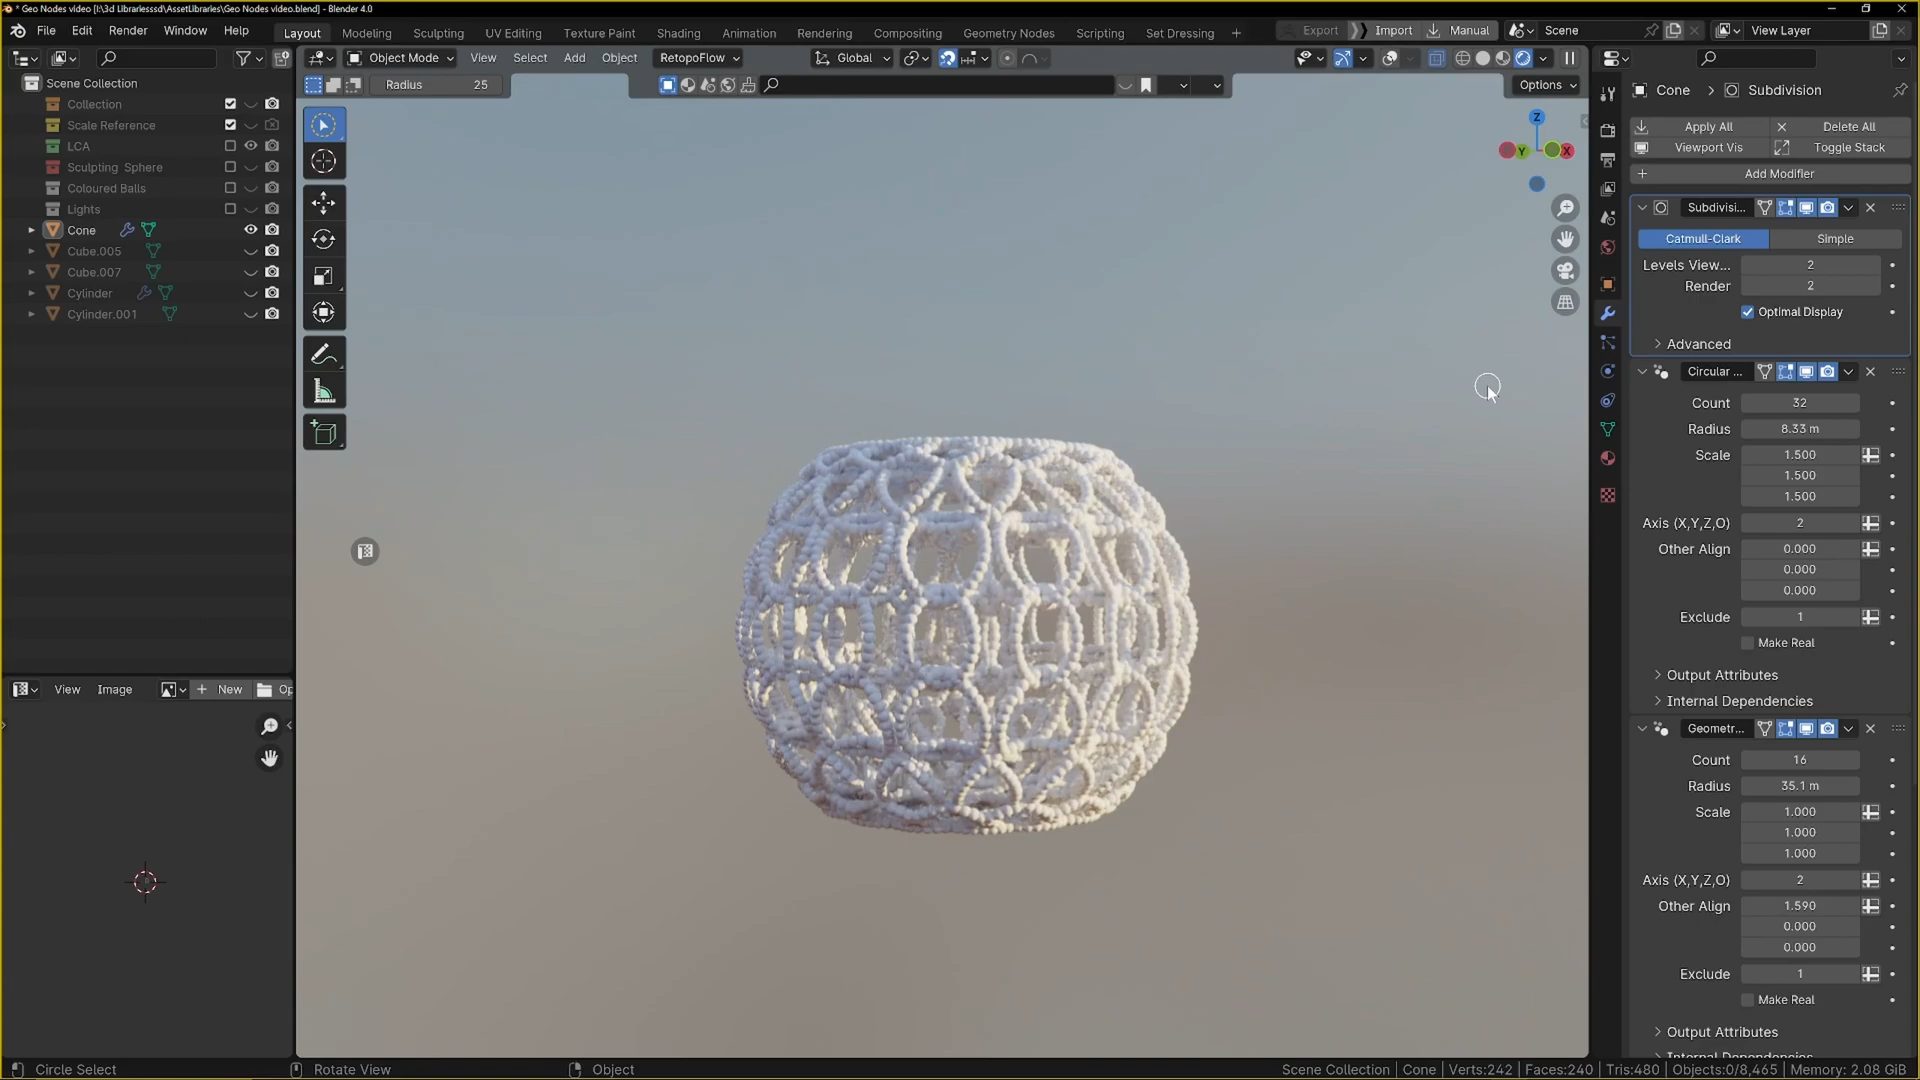 * Geo Nodes video [I:\3d Librariesssd\AssetLibraries\Geo Nodes video.blend] - Blender 4.0
File Edit Render Window Help Layout Modeling Sculpting UV Editing Texture Paint Shading Animation Rendering Compositing Geometry Nodes Scripting Set Dressing + Export Import Manual Scene View Layer
Object Mode View Select Add Object RetopoFlow Global
Radius 25 Options
Scene Collection
Collection
Scale Reference
LCA
Sculpting Sphere
Coloured Balls
Lights
Cone
Cube.005
Cube.007
Cylinder
Cylinder.001
View Image New Op
Z
Y X
Cone > Subdivision
Apply All Delete All
Viewport Vis Toggle Stack
Add Modifier
Subdivisi...
Catmull-Clark Simple
Levels View... 2
Render 2
Optimal Display
Advanced
Circular ...
Count 32
Radius 8.33 m
Scale 1.500
1.500
1.500
Axis (X,Y,Z,O) 2
Other Align 0.000
0.000
0.000
Exclude 1
Make Real
Output Attributes
Internal Dependencies
Geometr...
Count 16
Radius 35.1 m
Scale 1.000
1.000
1.000
Axis (X,Y,Z,O) 2
Other Align 1.590
0.000
0.000
Exclude 1
Make Real
Output Attributes
Circle Select Rotate View Object Scene Collection | Cone | Verts:242 | Faces:240 | Tris:480 | Objects:0/8,465 | Memory: 2.08 GiB